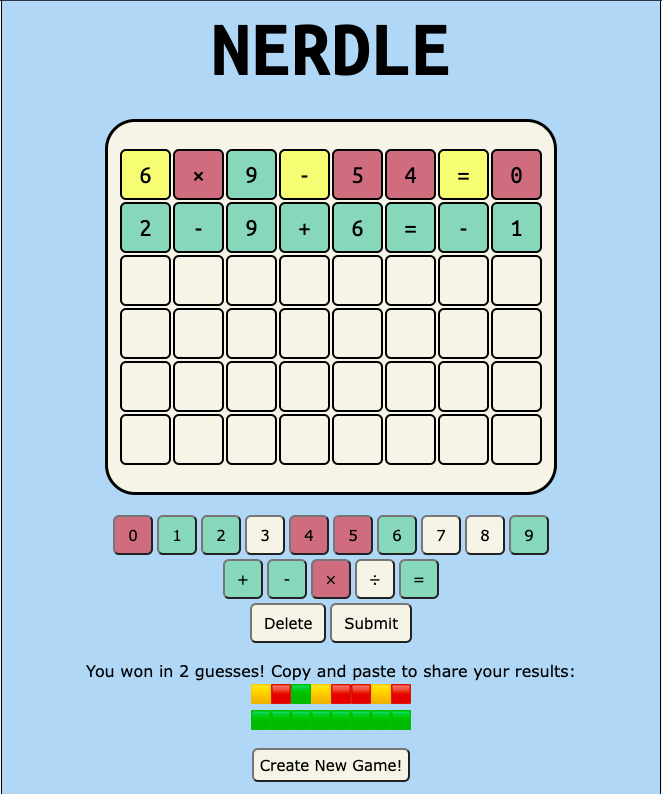 NERDLE
6 × 9 - 5 4 = 0
2 - 9 + 6 = - 1
0 1 2 3 4 5 6 7 8 9
+ - × ÷ =
Delete Submit
You won in 2 guesses! Copy and paste to share your results:
Create New Game!